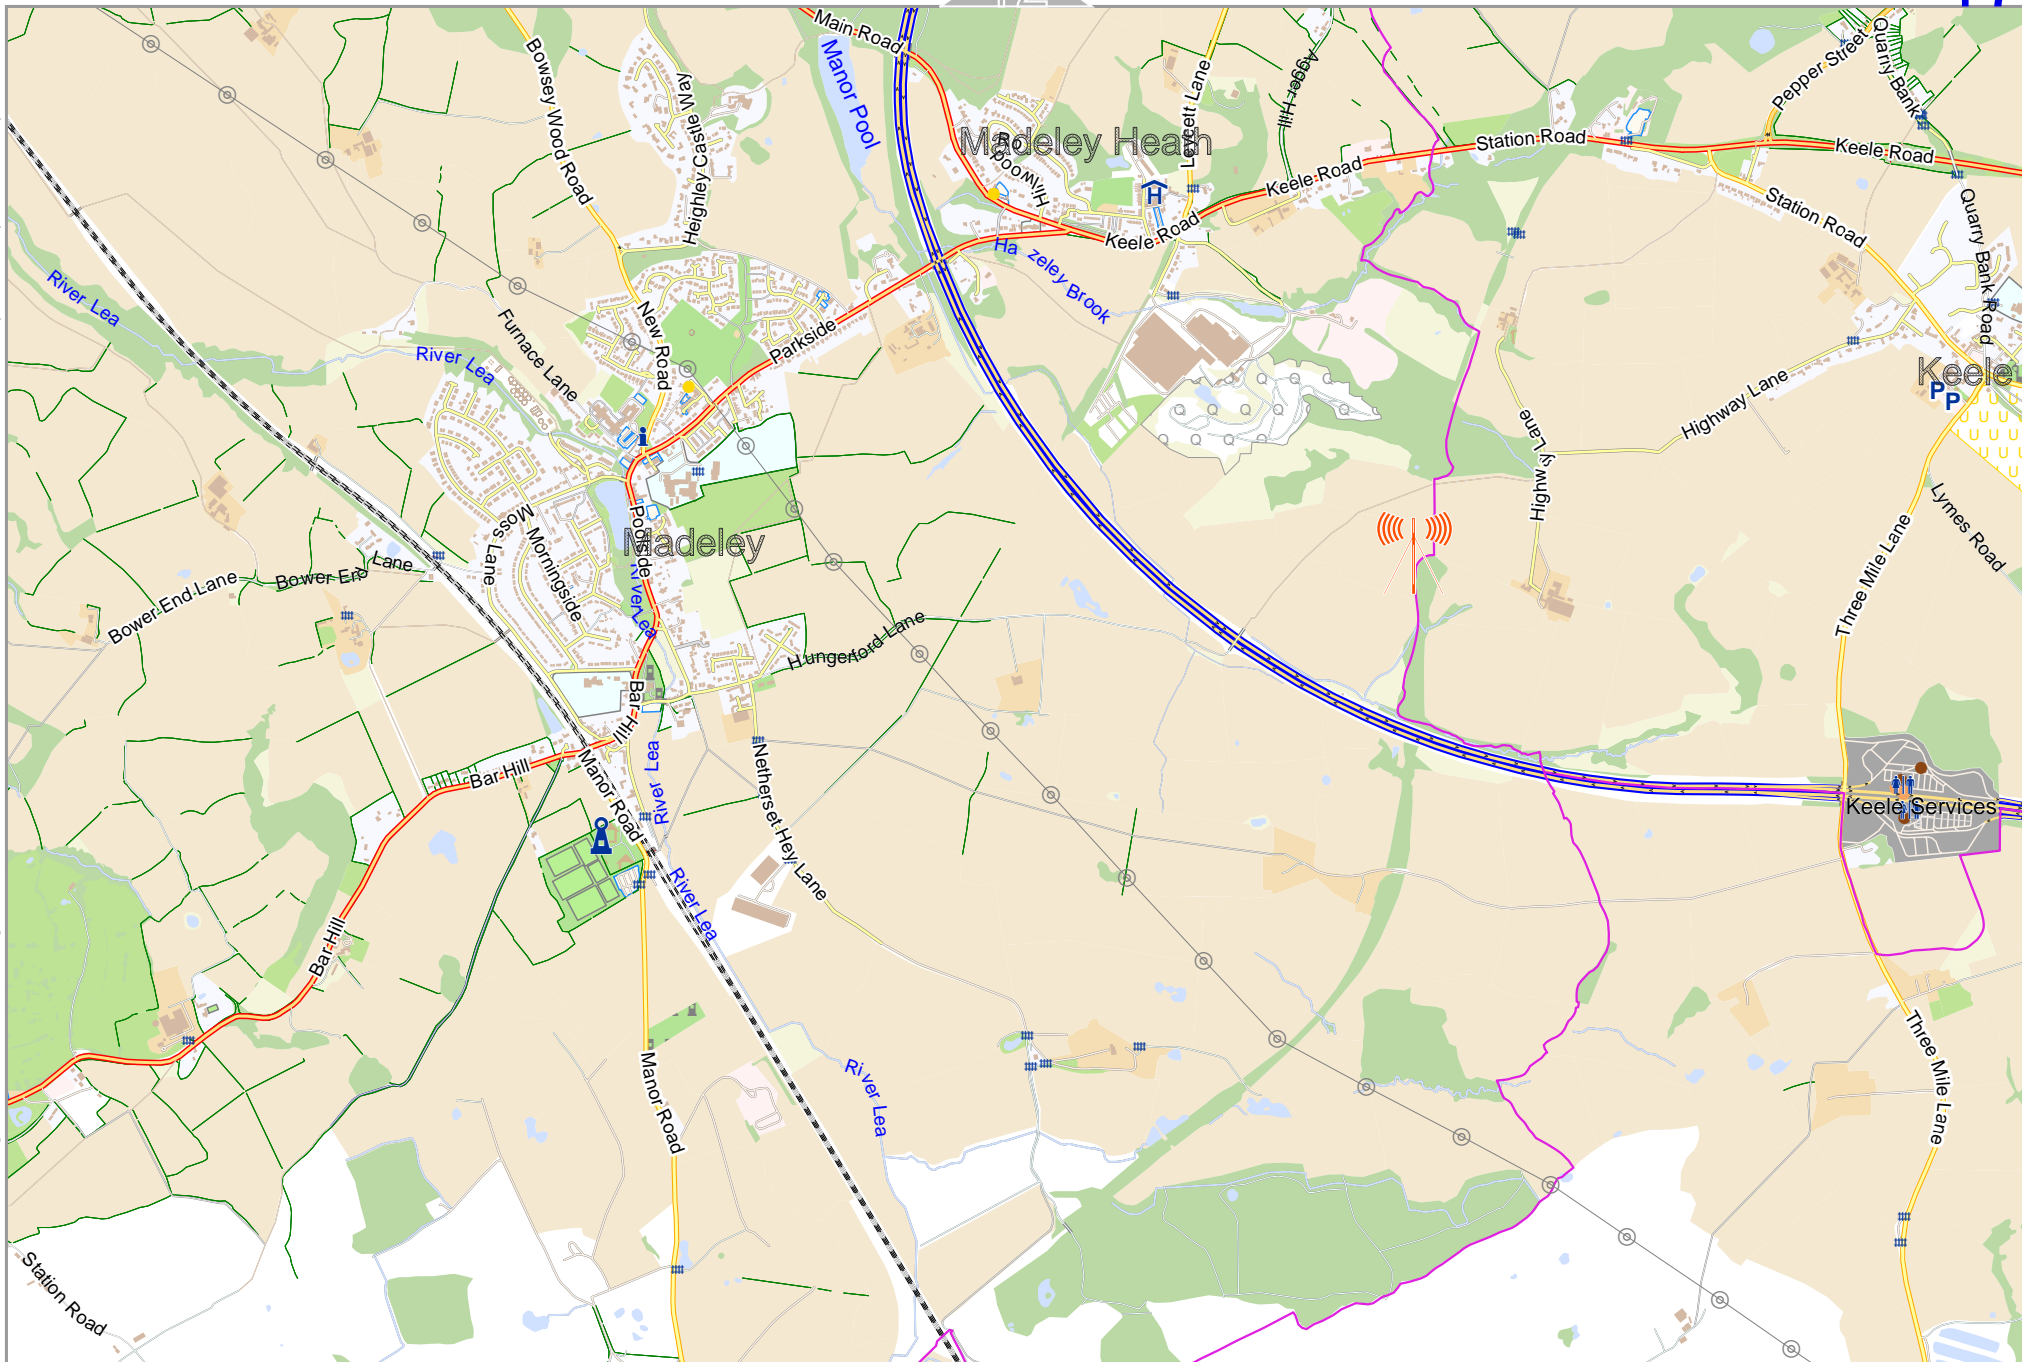 Main Road
Bowsey Wood Road
Heighley Castle Way
Manor Pool
Leycett Lane
Agger Hill
Quarry Bank
Pepper Street
Madeley Heath
Station Road
Keele Road
Keele Road
Station Road
Quarry Bank Road
H
Keele Road
Hazeley Brook
River Lea
River Lea
Furnace Lane
New Road
Parkside
Highway Lane
Keele
P
P
Q Q Q
Q Q Q Q
Q Q Q Q
U U
U U U
U U
U
i
Highway Lane
Lymes Road
Three Mile Lane
Moss Lane
Morningside
Poolside
Madeley
River Lea
Bower End Lane
Lane
Bower End Lane
Hungerford Lane
Bar Hill
Bar Hill
Manor Road
River Lea
Netherset Hey Lane
Keele Services
River Lea
Bar Hill
Manor Road
River Lea
Three Mile Lane
Station Road